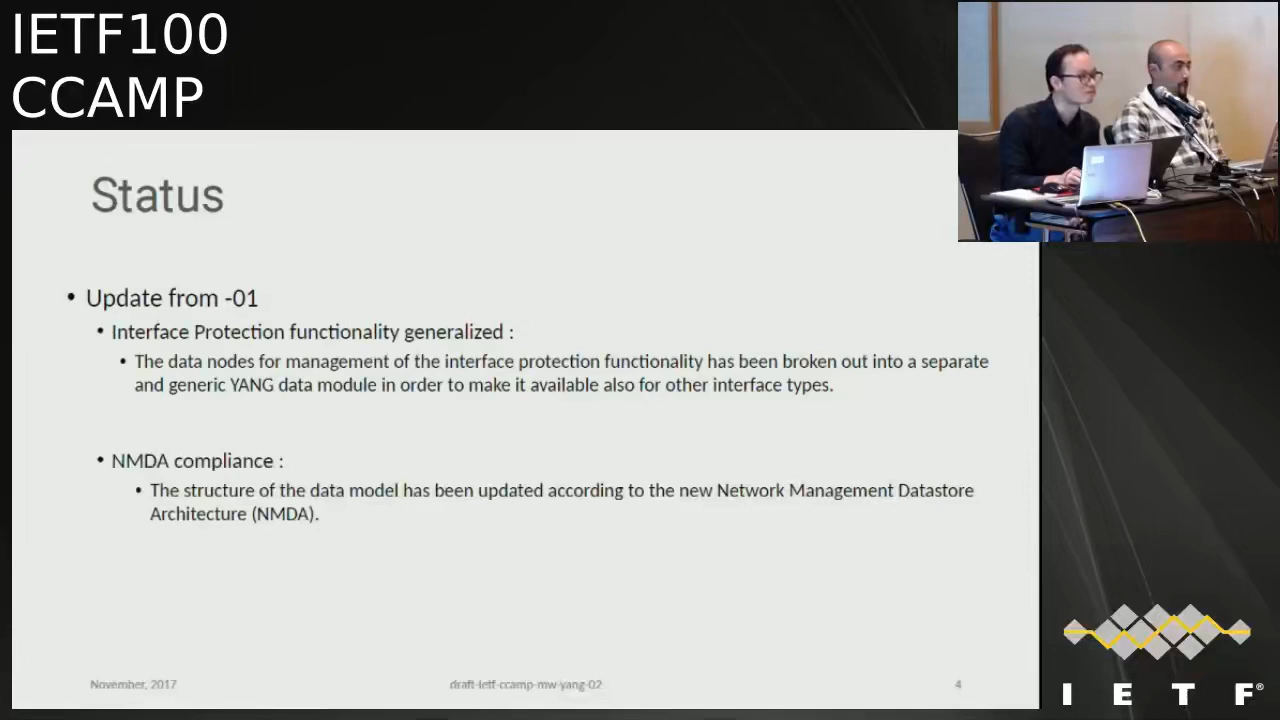 IETF100
CCAMP
Status
• Update from -01
• Interface Protection functionality generalized :
• The data nodes for management of the interface protection functionality has been broken out into a separate
and generic YANG data module in order to make it available also for other interface types.
• NMDA compliance :
• The structure of the data model has been updated according to the new Network Management Datastore
Architecture (NMDA).
November, 2017
draft-ietf-ccamp-mw-yang-02
4
I E T F®